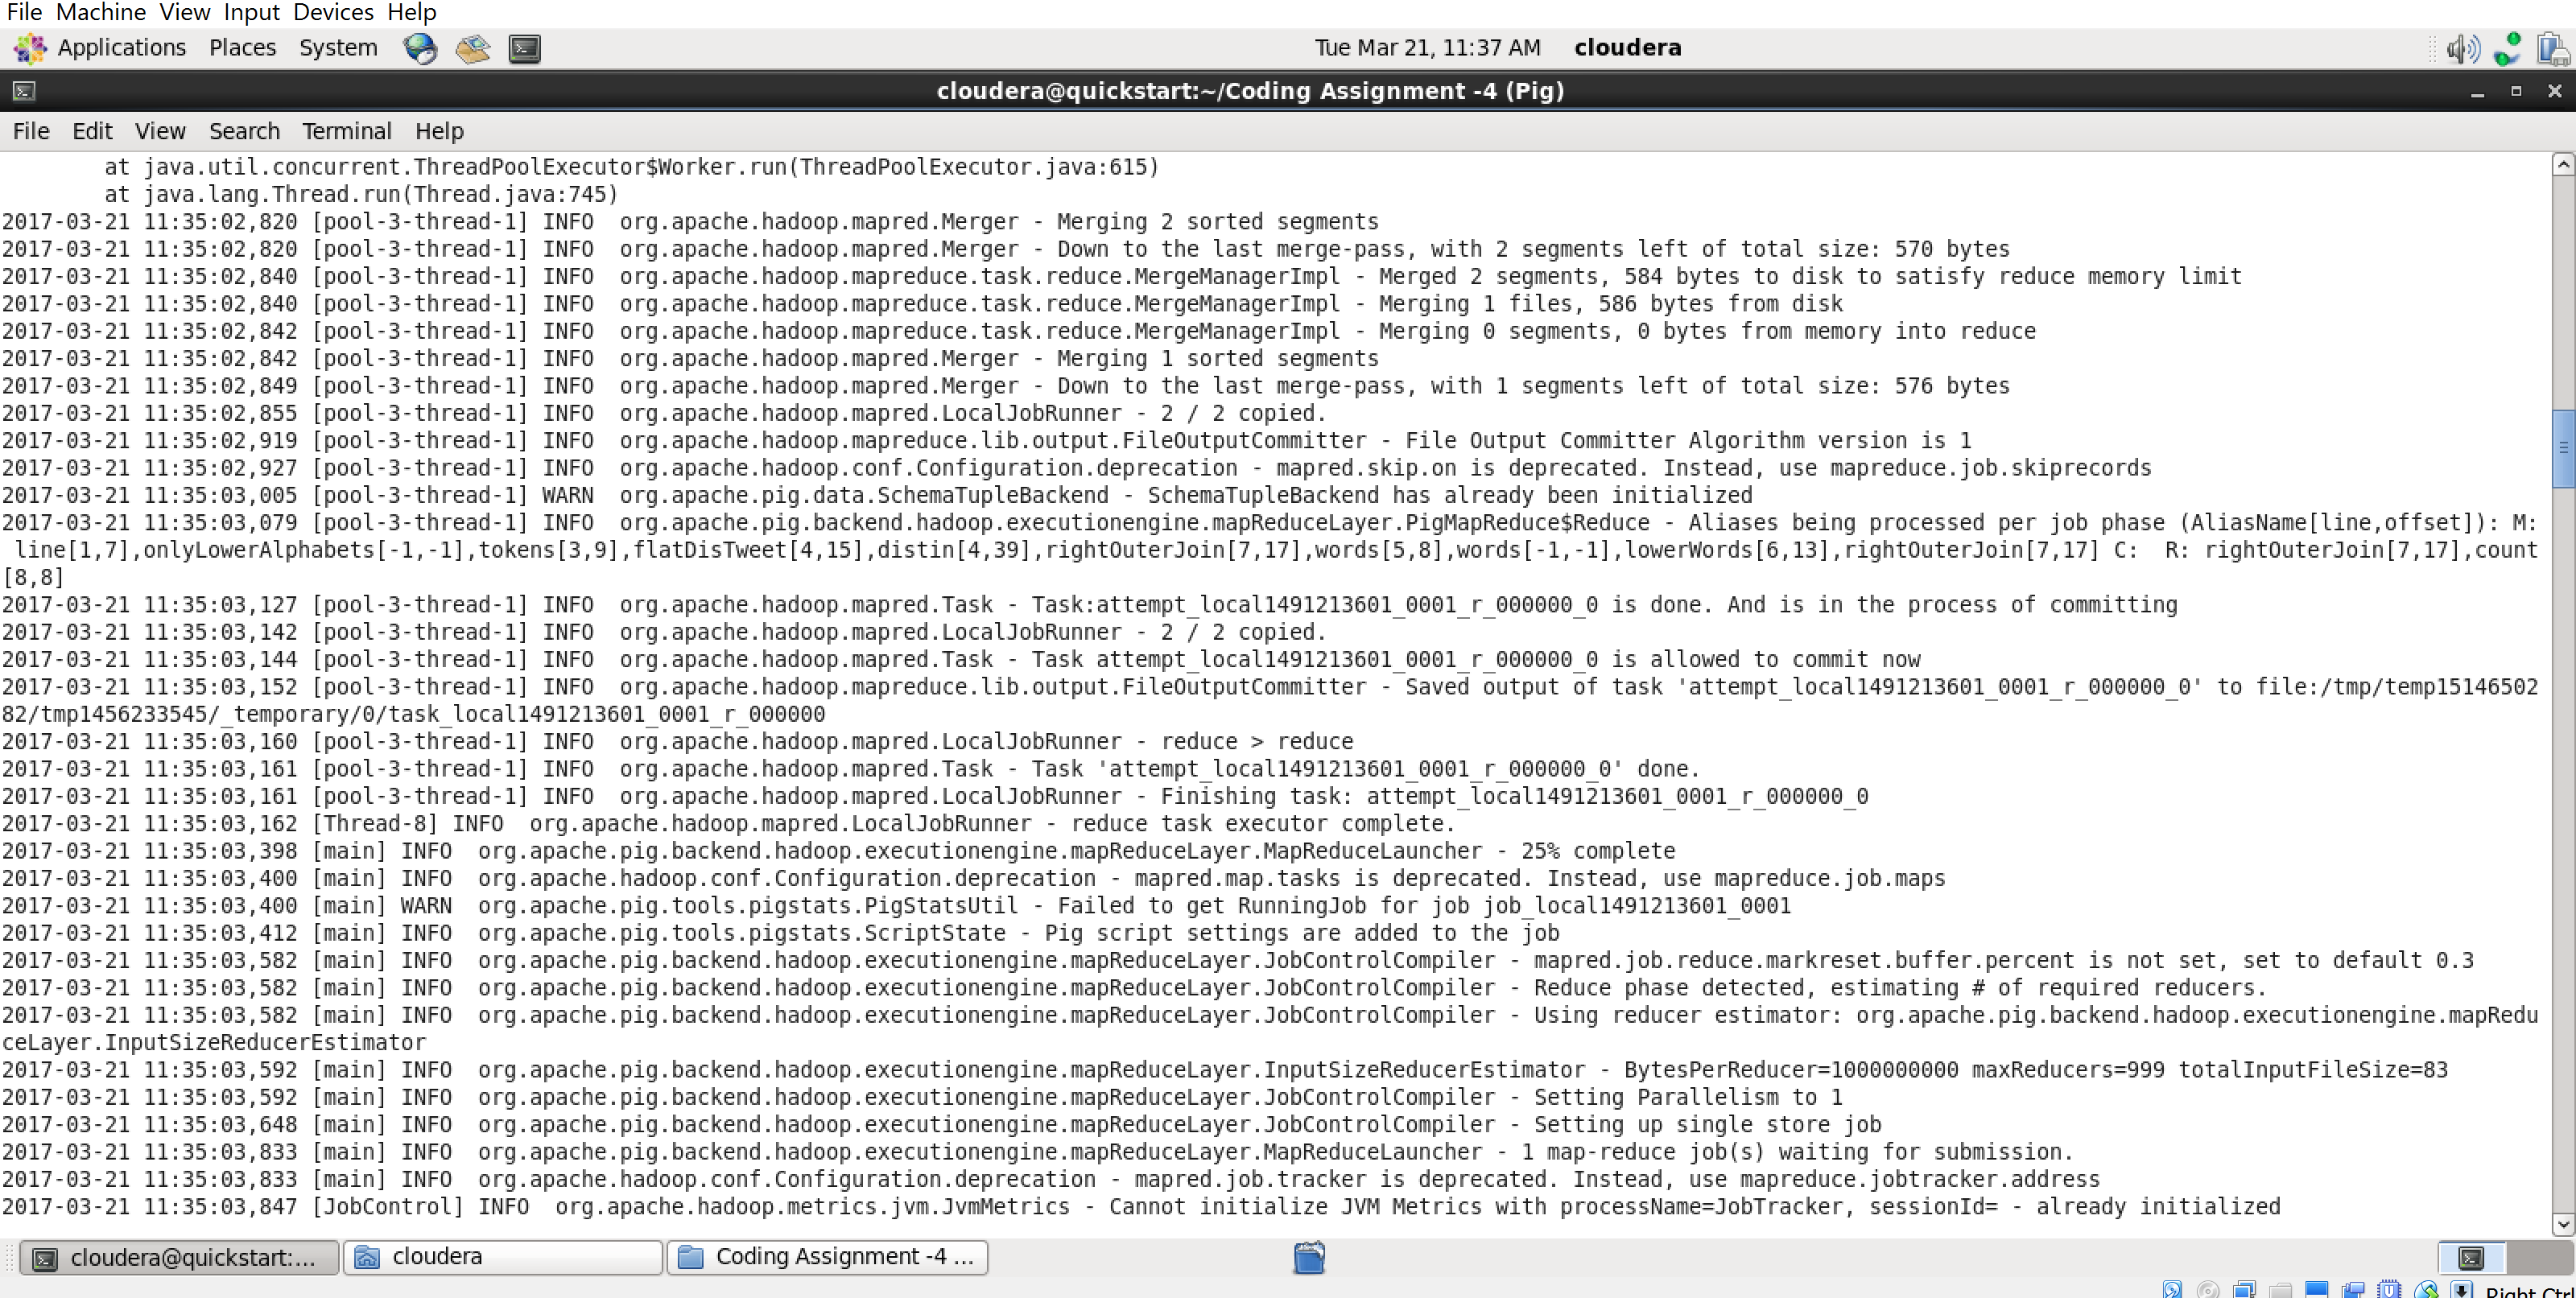 File Machine View Input Devices Help
Applications Places System Tue Mar 21, 11:37 AM cloudera
cloudera@quickstart:~/Coding Assignment -4 (Pig)
File Edit View Search Terminal Help
at java.util.concurrent.ThreadPoolExecutor$Worker.run(ThreadPoolExecutor.java:615)
at java.lang.Thread.run(Thread.java:745)
2017-03-21 11:35:02,820 [pool-3-thread-1] INFO org.apache.hadoop.mapred.Merger - Merging 2 sorted segments
2017-03-21 11:35:02,820 [pool-3-thread-1] INFO org.apache.hadoop.mapred.Merger - Down to the last merge-pass, with 2 segments left of total size: 570 bytes
2017-03-21 11:35:02,840 [pool-3-thread-1] INFO org.apache.hadoop.mapreduce.task.reduce.MergeManagerImpl - Merged 2 segments, 584 bytes to disk to satisfy reduce memory limit
2017-03-21 11:35:02,840 [pool-3-thread-1] INFO org.apache.hadoop.mapreduce.task.reduce.MergeManagerImpl - Merging 1 files, 586 bytes from disk
2017-03-21 11:35:02,842 [pool-3-thread-1] INFO org.apache.hadoop.mapreduce.task.reduce.MergeManagerImpl - Merging 0 segments, 0 bytes from memory into reduce
2017-03-21 11:35:02,842 [pool-3-thread-1] INFO org.apache.hadoop.mapred.Merger - Merging 1 sorted segments
2017-03-21 11:35:02,849 [pool-3-thread-1] INFO org.apache.hadoop.mapred.Merger - Down to the last merge-pass, with 1 segments left of total size: 576 bytes
2017-03-21 11:35:02,855 [pool-3-thread-1] INFO org.apache.hadoop.mapred.LocalJobRunner - 2 / 2 copied.
2017-03-21 11:35:02,919 [pool-3-thread-1] INFO org.apache.hadoop.mapreduce.lib.output.FileOutputCommitter - File Output Committer Algorithm version is 1
2017-03-21 11:35:02,927 [pool-3-thread-1] INFO org.apache.hadoop.conf.Configuration.deprecation - mapred.skip.on is deprecated. Instead, use mapreduce.job.skiprecords
2017-03-21 11:35:03,005 [pool-3-thread-1] WARN org.apache.pig.data.SchemaTupleBackend - SchemaTupleBackend has already been initialized
2017-03-21 11:35:03,079 [pool-3-thread-1] INFO org.apache.pig.backend.hadoop.executionengine.mapReduceLayer.PigMapReduce$Reduce - Aliases being processed per job phase (AliasName[line,offset]): M:
line[1,7],onlyLowerAlphabets[-1,-1],tokens[3,9],flatDisTweet[4,15],distin[4,39],rightOuterJoin[7,17],words[5,8],words[-1,-1],lowerWords[6,13],rightOuterJoin[7,17] C: R: rightOuterJoin[7,17],count
[8,8]
2017-03-21 11:35:03,127 [pool-3-thread-1] INFO org.apache.hadoop.mapred.Task - Task:attempt_local1491213601_0001_r_000000_0 is done. And is in the process of committing
2017-03-21 11:35:03,142 [pool-3-thread-1] INFO org.apache.hadoop.mapred.LocalJobRunner - 2 / 2 copied.
2017-03-21 11:35:03,144 [pool-3-thread-1] INFO org.apache.hadoop.mapred.Task - Task attempt_local1491213601_0001_r_000000_0 is allowed to commit now
2017-03-21 11:35:03,152 [pool-3-thread-1] INFO org.apache.hadoop.mapreduce.lib.output.FileOutputCommitter - Saved output of task 'attempt_local1491213601_0001_r_000000_0' to file:/tmp/temp15146502
82/tmp1456233545/_temporary/0/task_local1491213601_0001_r_000000
2017-03-21 11:35:03,160 [pool-3-thread-1] INFO org.apache.hadoop.mapred.LocalJobRunner - reduce > reduce
2017-03-21 11:35:03,161 [pool-3-thread-1] INFO org.apache.hadoop.mapred.Task - Task 'attempt_local1491213601_0001_r_000000_0' done.
2017-03-21 11:35:03,161 [pool-3-thread-1] INFO org.apache.hadoop.mapred.LocalJobRunner - Finishing task: attempt_local1491213601_0001_r_000000_0
2017-03-21 11:35:03,162 [Thread-8] INFO org.apache.hadoop.mapred.LocalJobRunner - reduce task executor complete.
2017-03-21 11:35:03,398 [main] INFO org.apache.pig.backend.hadoop.executionengine.mapReduceLayer.MapReduceLauncher - 25% complete
2017-03-21 11:35:03,400 [main] INFO org.apache.hadoop.conf.Configuration.deprecation - mapred.map.tasks is deprecated. Instead, use mapreduce.job.maps
2017-03-21 11:35:03,400 [main] WARN org.apache.pig.tools.pigstats.PigStatsUtil - Failed to get RunningJob for job job_local1491213601_0001
2017-03-21 11:35:03,412 [main] INFO org.apache.pig.tools.pigstats.ScriptState - Pig script settings are added to the job
2017-03-21 11:35:03,582 [main] INFO org.apache.pig.backend.hadoop.executionengine.mapReduceLayer.JobControlCompiler - mapred.job.reduce.markreset.buffer.percent is not set, set to default 0.3
2017-03-21 11:35:03,582 [main] INFO org.apache.pig.backend.hadoop.executionengine.mapReduceLayer.JobControlCompiler - Reduce phase detected, estimating # of required reducers.
2017-03-21 11:35:03,582 [main] INFO org.apache.pig.backend.hadoop.executionengine.mapReduceLayer.JobControlCompiler - Using reducer estimator: org.apache.pig.backend.hadoop.executionengine.mapRedu
ceLayer.InputSizeReducerEstimator
2017-03-21 11:35:03,592 [main] INFO org.apache.pig.backend.hadoop.executionengine.mapReduceLayer.InputSizeReducerEstimator - BytesPerReducer=1000000000 maxReducers=999 totalInputFileSize=83
2017-03-21 11:35:03,592 [main] INFO org.apache.pig.backend.hadoop.executionengine.mapReduceLayer.JobControlCompiler - Setting Parallelism to 1
2017-03-21 11:35:03,648 [main] INFO org.apache.pig.backend.hadoop.executionengine.mapReduceLayer.JobControlCompiler - Setting up single store job
2017-03-21 11:35:03,833 [main] INFO org.apache.pig.backend.hadoop.executionengine.mapReduceLayer.MapReduceLauncher - 1 map-reduce job(s) waiting for submission.
2017-03-21 11:35:03,833 [main] INFO org.apache.hadoop.conf.Configuration.deprecation - mapred.job.tracker is deprecated. Instead, use mapreduce.jobtracker.address
2017-03-21 11:35:03,847 [JobControl] INFO org.apache.hadoop.metrics.jvm.JvmMetrics - Cannot initialize JVM Metrics with processName=JobTracker, sessionId= - already initialized
cloudera@quickstart:... cloudera Coding Assignment -4 ...
Right Ctrl